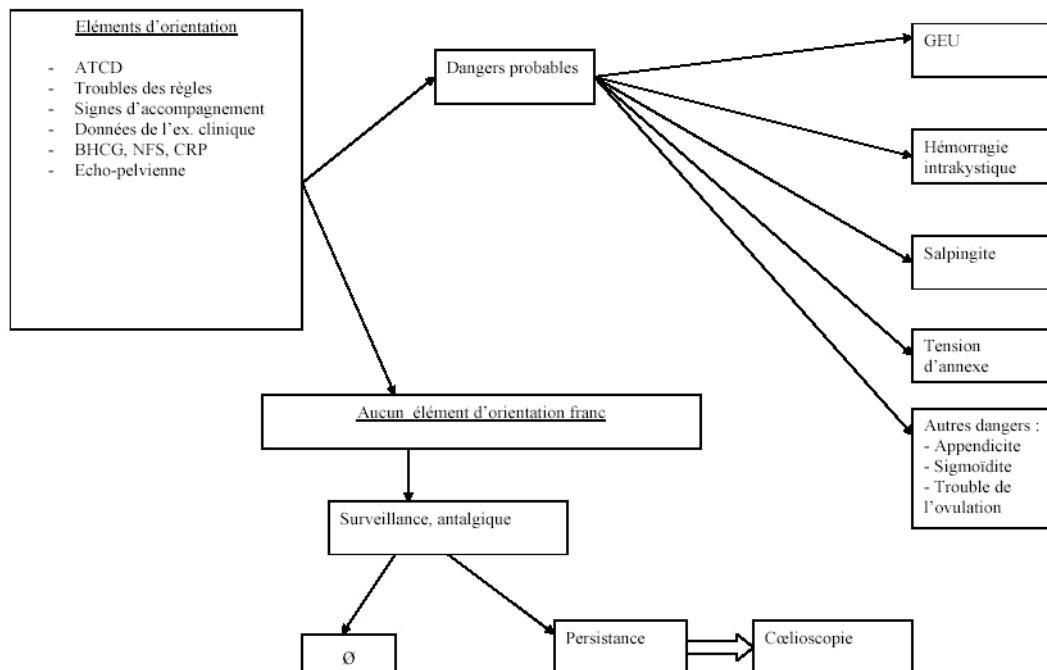 Eléments d'orientation
- ATCD
- Troubles des règles
- Signes d'accompagnement
- Données de l'ex. clinique
- BHCG, NFS, CRP
- Echo-pelvienne
Dangers probables
GEU
Hémorragie
intrakystique
Salpingite
Tension
d'annexe
Autres dangers :
- Appendicite
- Sigmoïdite
- Trouble de
l'ovulation
Aucun élément d'orientation franc
Surveillance, antalgique
Ø
Persistance
Cœlioscopie